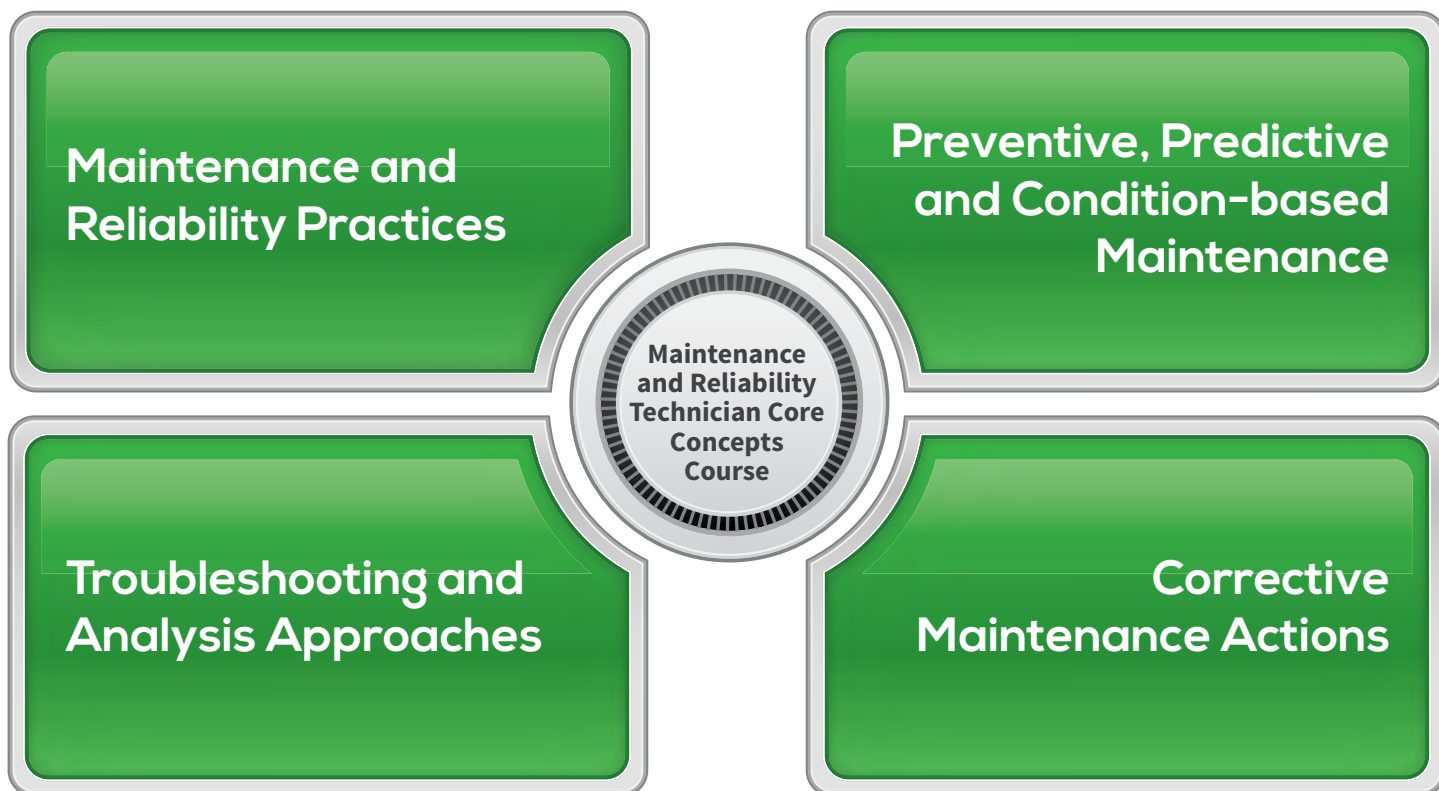 Maintenance and
Reliability Practices
Preventive, Predictive
and Condition-based
Maintenance
Maintenance
and Reliability
Technician Core
Concepts
Course
Troubleshooting and
Analysis Approaches
Corrective
Maintenance Actions